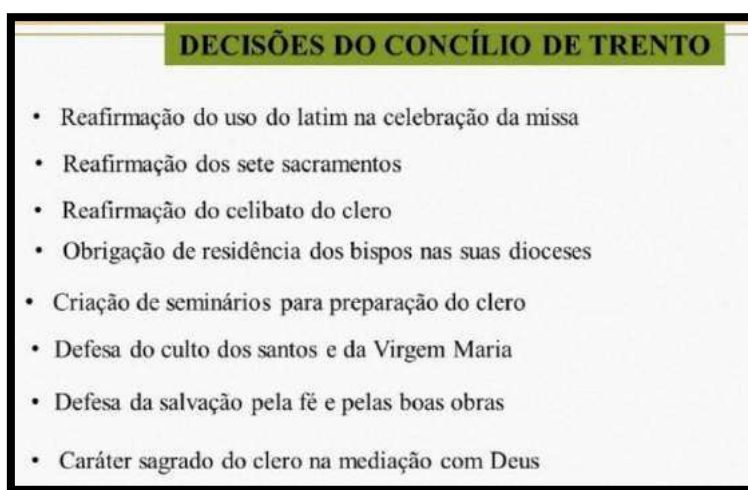 DECISÕES DO CONCÍLIO DE TRENTO
• Reafirmação do uso do latim na celebração da missa
• Reafirmação dos sete sacramentos
• Reafirmação do celibato do clero
• Obrigação de residência dos bispos nas suas dioceses
• Criação de seminários para preparação do clero
• Defesa do culto dos santos e da Virgem Maria
• Defesa da salvação pela fé e pelas boas obras
• Caráter sagrado do clero na mediação com Deus